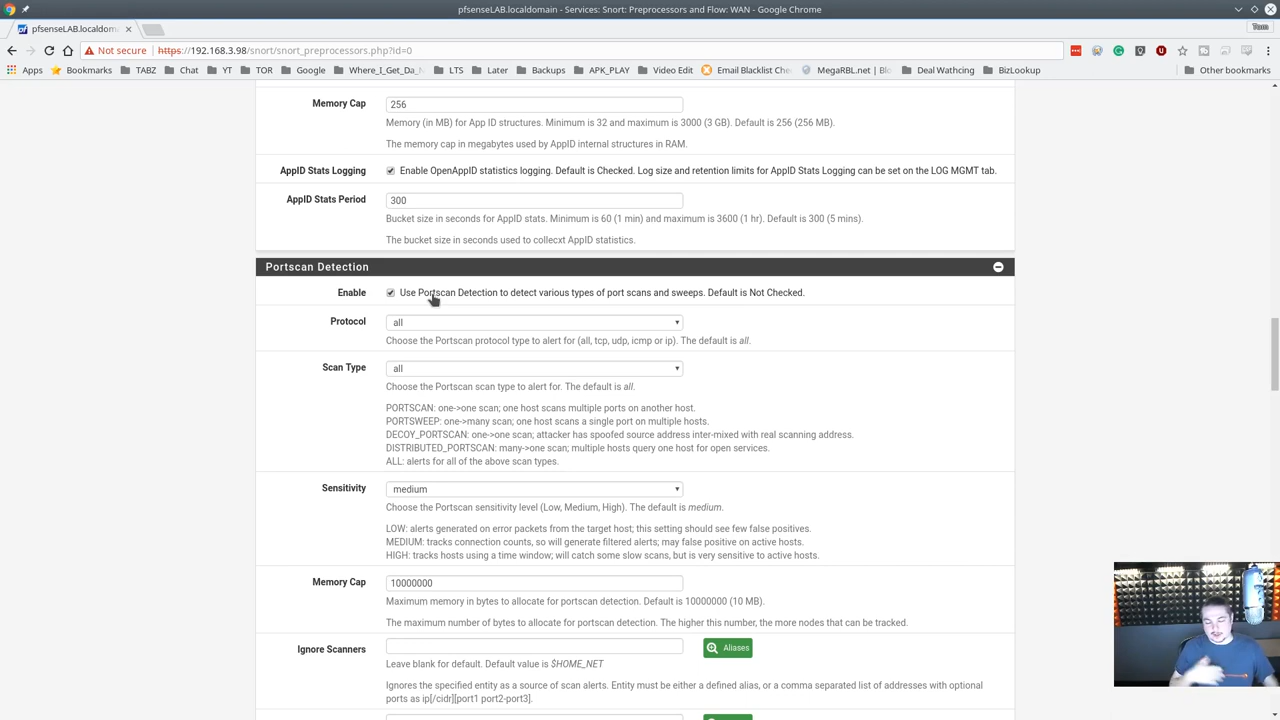 pfsenseLAB.localdomain - Services: Snort: Preprocessors and Flow: WAN - Google Chrome
pfsenseLAB.localdom
Tom
Not secure https://192.168.3.98/snort/snort_preprocessors.php?id=0
Apps Bookmarks TABZ Chat YT TOR Google Where_I_Get_Da_ LTS Later Backups APK_PLAY Video Edit Email Blacklist Che MegaRBL.net | Blo Deal Wathcing BizLookup Other bookmarks
Memory Cap
256
Memory (in MB) for App ID structures. Minimum is 32 and maximum is 3000 (3 GB). Default is 256 (256 MB).
The memory cap in megabytes used by AppID internal structures in RAM.
AppID Stats Logging
Enable OpenAppID statistics logging. Default is Checked. Log size and retention limits for AppID Stats Logging can be set on the LOG MGMT tab.
AppID Stats Period
300
Bucket size in seconds for AppID stats. Minimum is 60 (1 min) and maximum is 3600 (1 hr). Default is 300 (5 mins).
The bucket size in seconds used to collecxt AppID statistics.
Portscan Detection
Enable
Use Portscan Detection to detect various types of port scans and sweeps. Default is Not Checked.
Protocol
all
Choose the Portscan protocol type to alert for (all, tcp, udp, icmp or ip). The default is all.
Scan Type
all
Choose the Portscan scan type to alert for. The default is all.
PORTSCAN: one->one scan; one host scans multiple ports on another host.
PORTSWEEP: one->many scan; one host scans a single port on multiple hosts.
DECOY_PORTSCAN: one->one scan; attacker has spoofed source address inter-mixed with real scanning address.
DISTRIBUTED_PORTSCAN: many->one scan; multiple hosts query one host for open services.
ALL: alerts for all of the above scan types.
Sensitivity
medium
Choose the Portscan sensitivity level (Low, Medium, High). The default is medium.
LOW: alerts generated on error packets from the target host; this setting should see few false positives.
MEDIUM: tracks connection counts, so will generate filtered alerts; may false positive on active hosts.
HIGH: tracks hosts using a time window; will catch some slow scans, but is very sensitive to active hosts.
Memory Cap
10000000
Maximum memory in bytes to allocate for portscan detection. Default is 10000000 (10 MB).
The maximum number of bytes to allocate for portscan detection. The higher this number, the more nodes that can be tracked.
Ignore Scanners
Aliases
Leave blank for default. Default value is $HOME_NET
Ignores the specified entity as a source of scan alerts. Entity must be either a defined alias, or a comma separated list of addresses with optional
ports as ip[/cidr][port1 port2-port3].